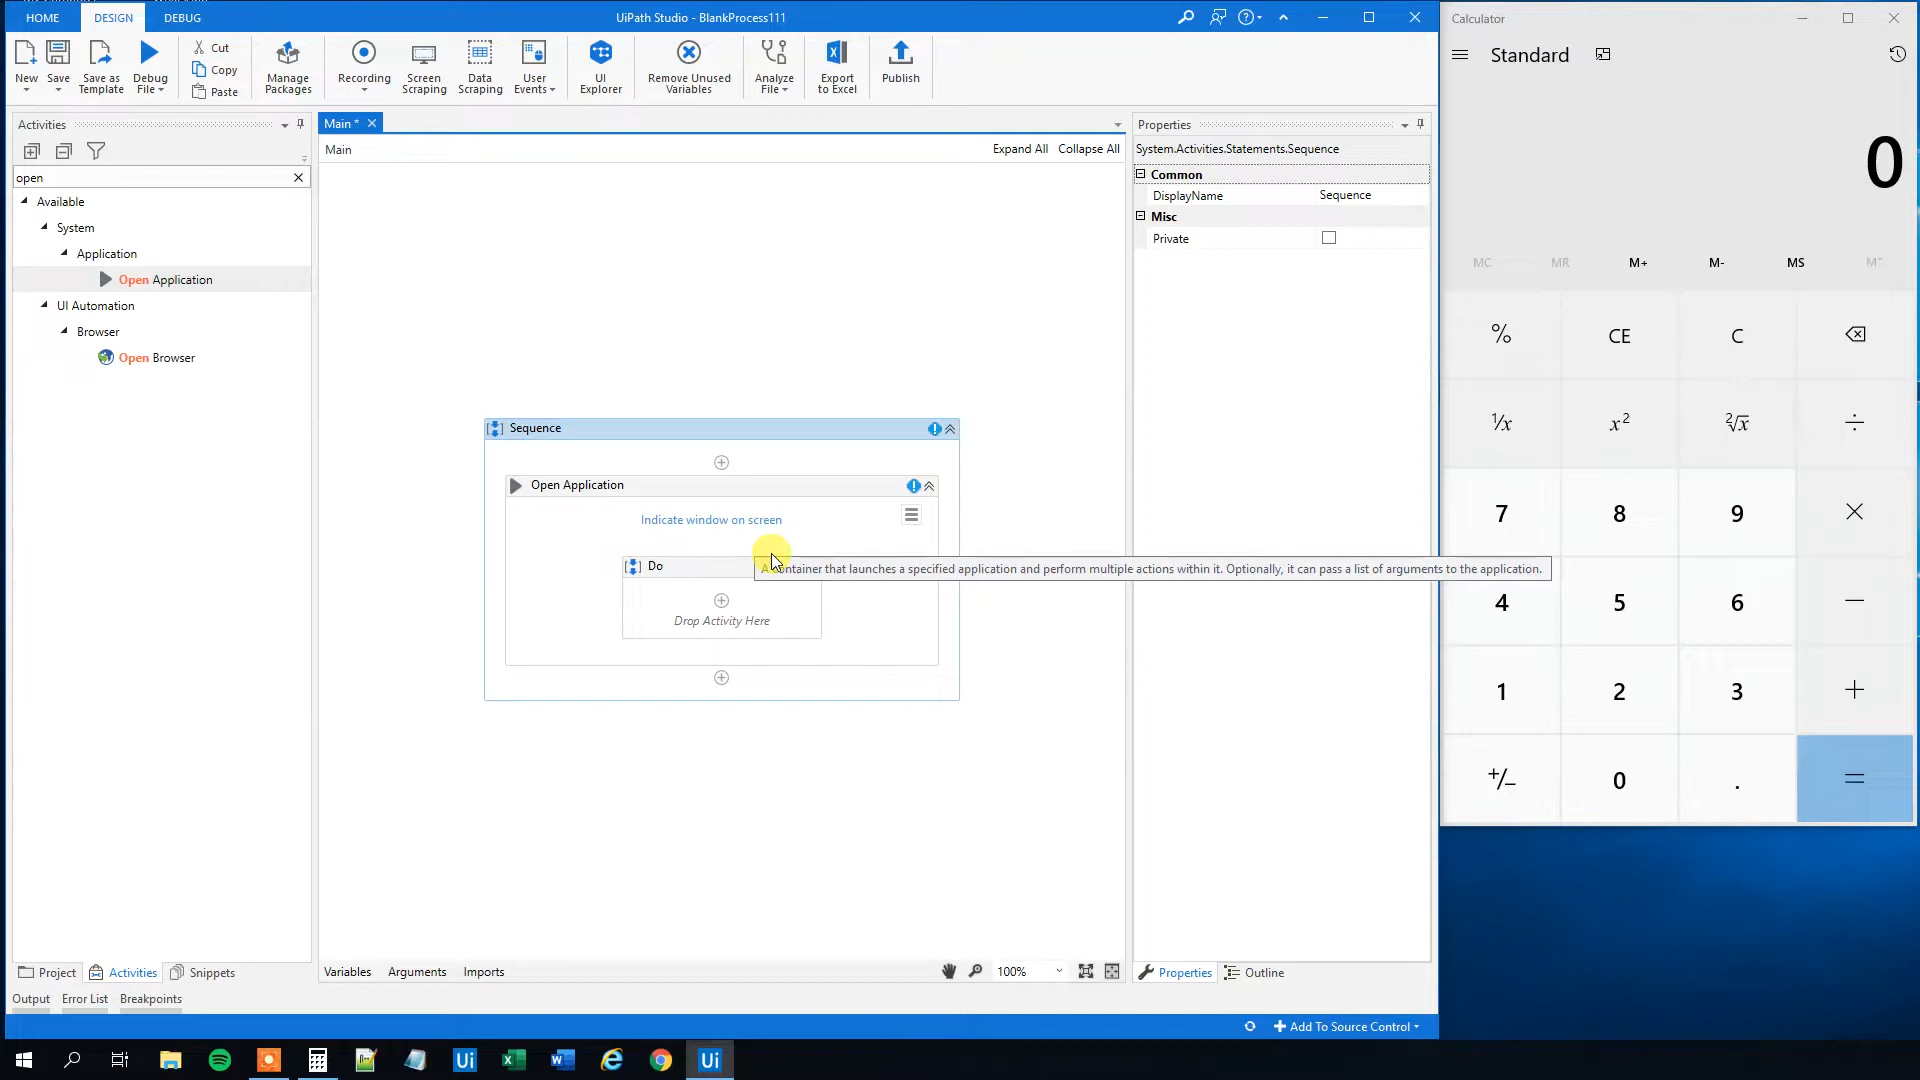 HOME DESIGN DEBUG UiPath Studio - BlankProcess111
New Save Save as Template Debug File Cut Copy Paste Manage Packages Recording Screen Scraping Data Scraping User Events UI Explorer Remove Unused Variables Analyze File Export to Excel Publish
Activities
open
Available
System
Application
Open Application
UI Automation
Browser
Open Browser
Project Activities Snippets
Output Error List Breakpoints
Main *
Main Expand All Collapse All
Sequence
Open Application
Indicate window on screen
Do
Drop Activity Here
A container that launches a specified application and perform multiple actions within it. Optionally, it can pass a list of arguments to the application.
Variables Arguments Imports 100%
Properties
System.Activities.Statements.Sequence
Common
DisplayName Sequence
Misc
Private
Properties Outline
Add To Source Control
Calculator
Standard
0
MC MR M+ M- MS M˅
% CE C
¹/x x² ²√x ÷
7 8 9 ×
4 5 6 −
1 2 3 +
+/− 0 . =
Ui Ui